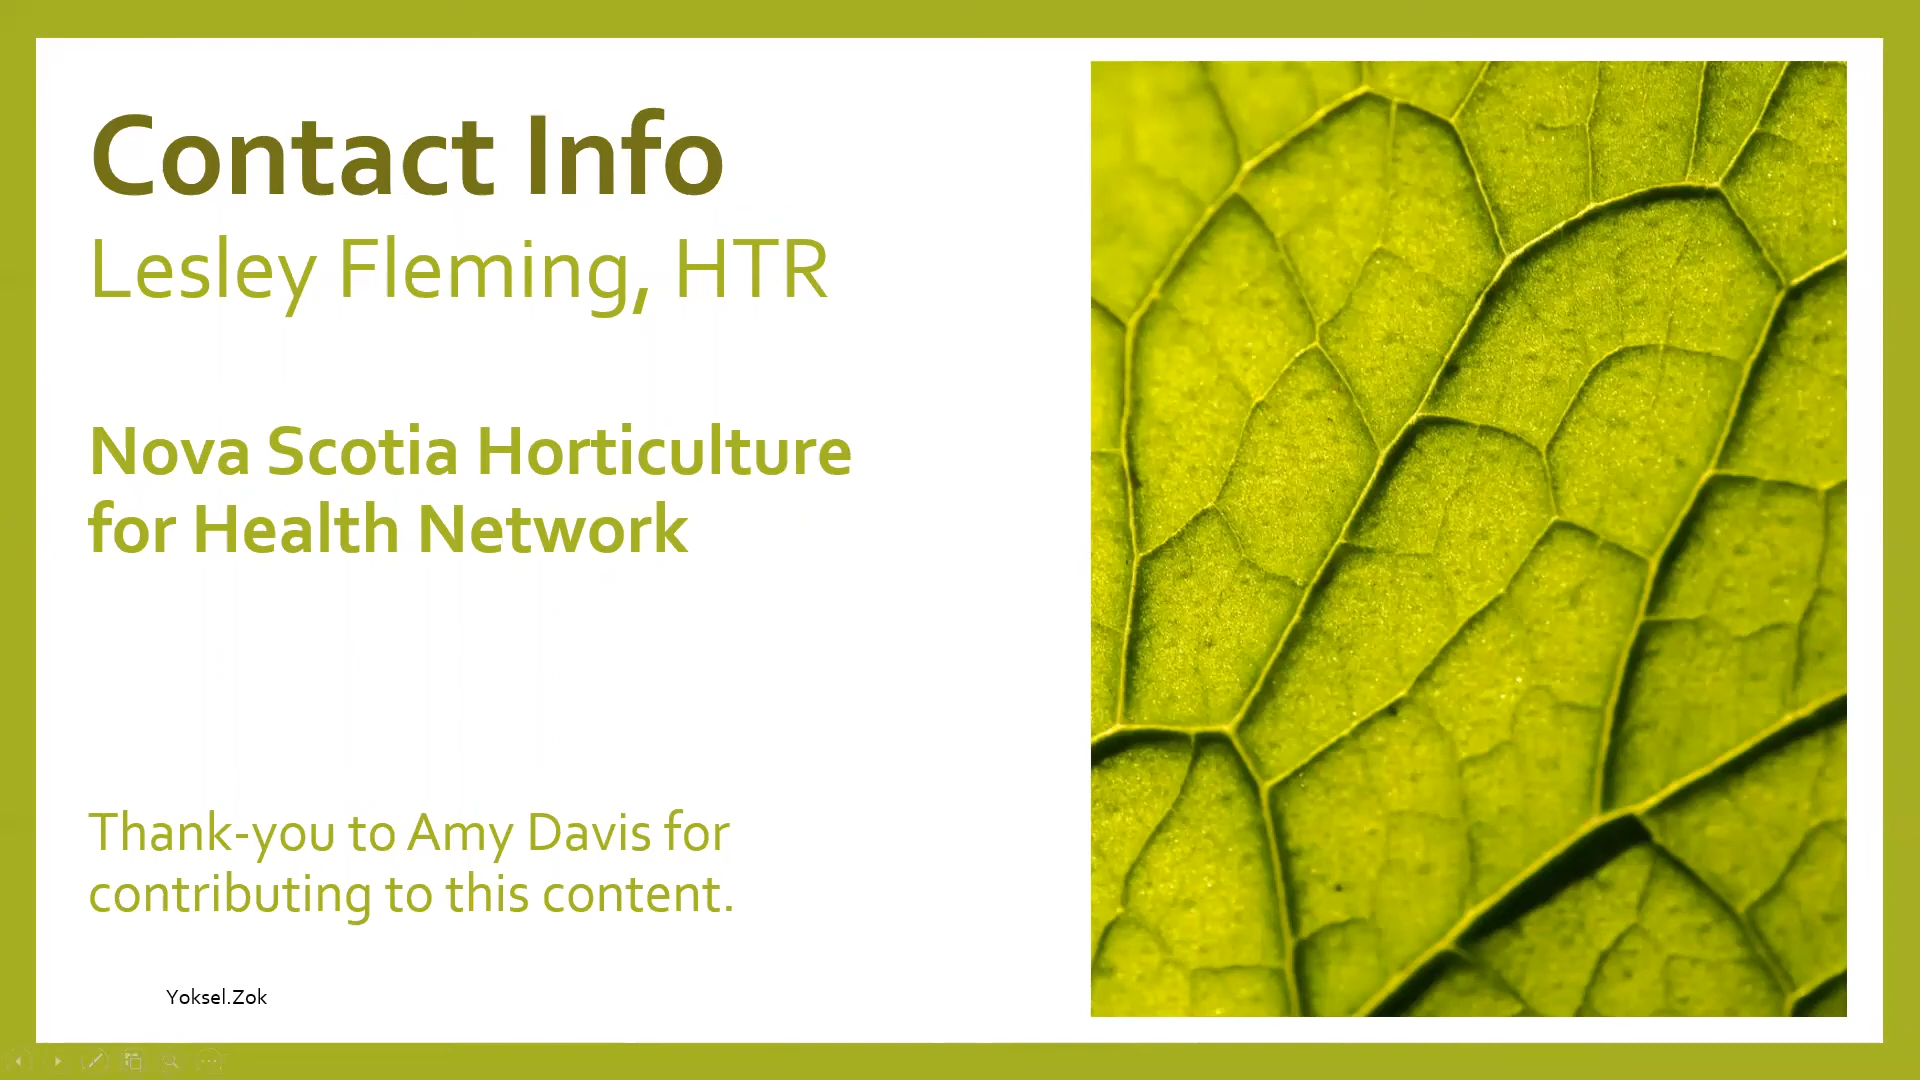 Contact Info
Lesley Fleming, HTR
Nova Scotia Horticulture
for Health Network
Thank-you to Amy Davis for
contributing to this content.
Yoksel.Zok